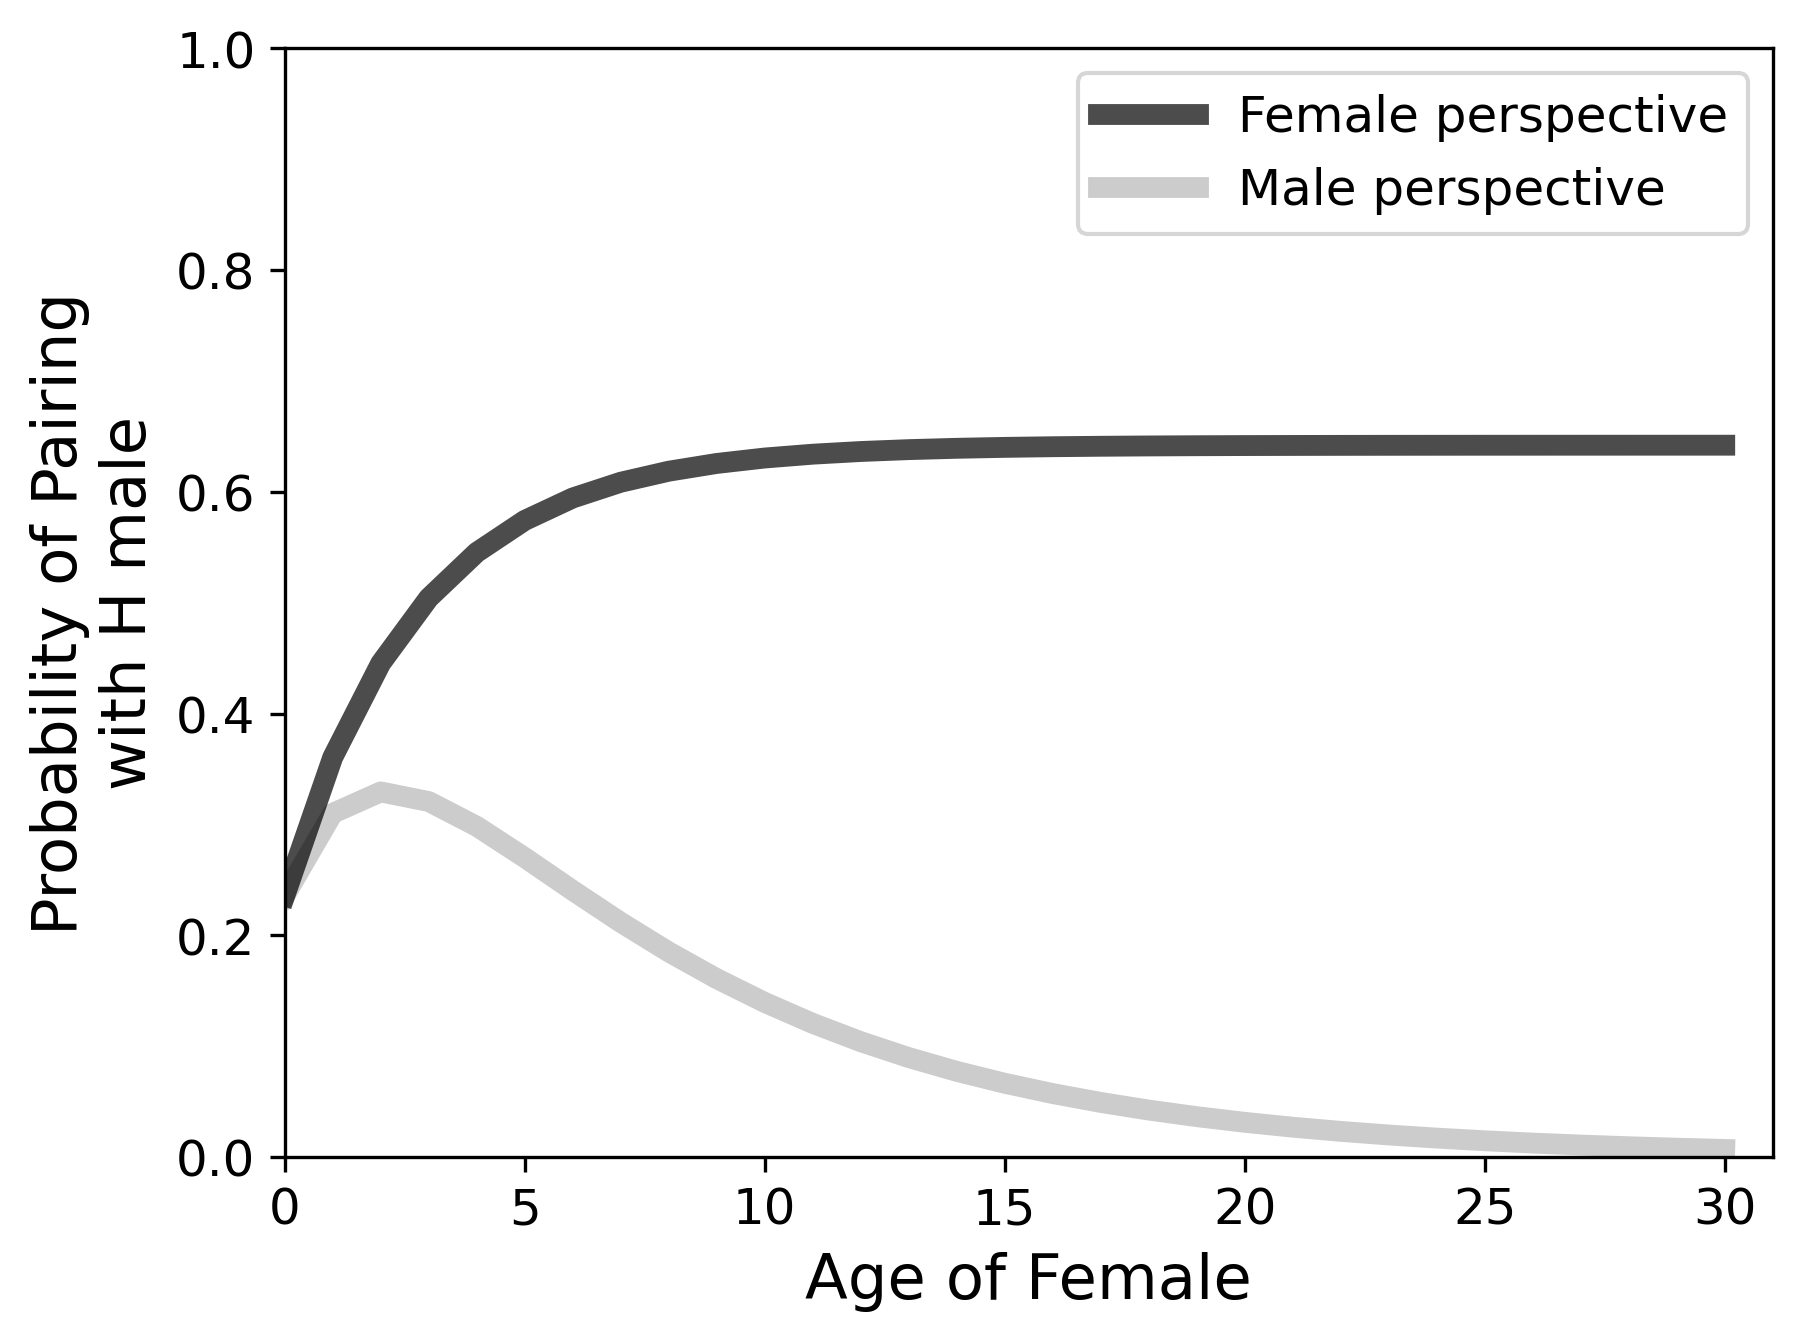 Female perspective
Male perspective
1.0
0.8
0.6
0.4
0.2
0.0
Probability of Pairing
with H male
0 5 10 15 20 25 30
Age of Female